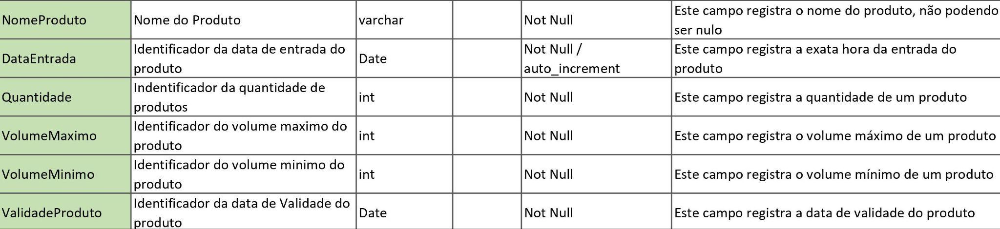 NomeProduto
Nome do Produto
varchar
Not Null
Este campo registra o nome do produto, não podendo
ser nulo
DataEntrada
Identificador da data de entrada do
produto
Date
Not Null /
auto_increment
Este campo registra a exata hora da entrada do
produto
Quantidade
Indentificador da quantidade de
produtos
int
Not Null
Este campo registra a quantidade de um produto
VolumeMaximo
Identificador do volume maximo do
produto
int
Not Null
Este campo registra o volume máximo de um produto
VolumeMinimo
Identificador do volume minimo do
produto
int
Not Null
Este campo registra o volume mínimo de um produto
ValidadeProduto
Identificador da data de Validade do
produto
Date
Not Null
Este campo registra a data de validade do produto